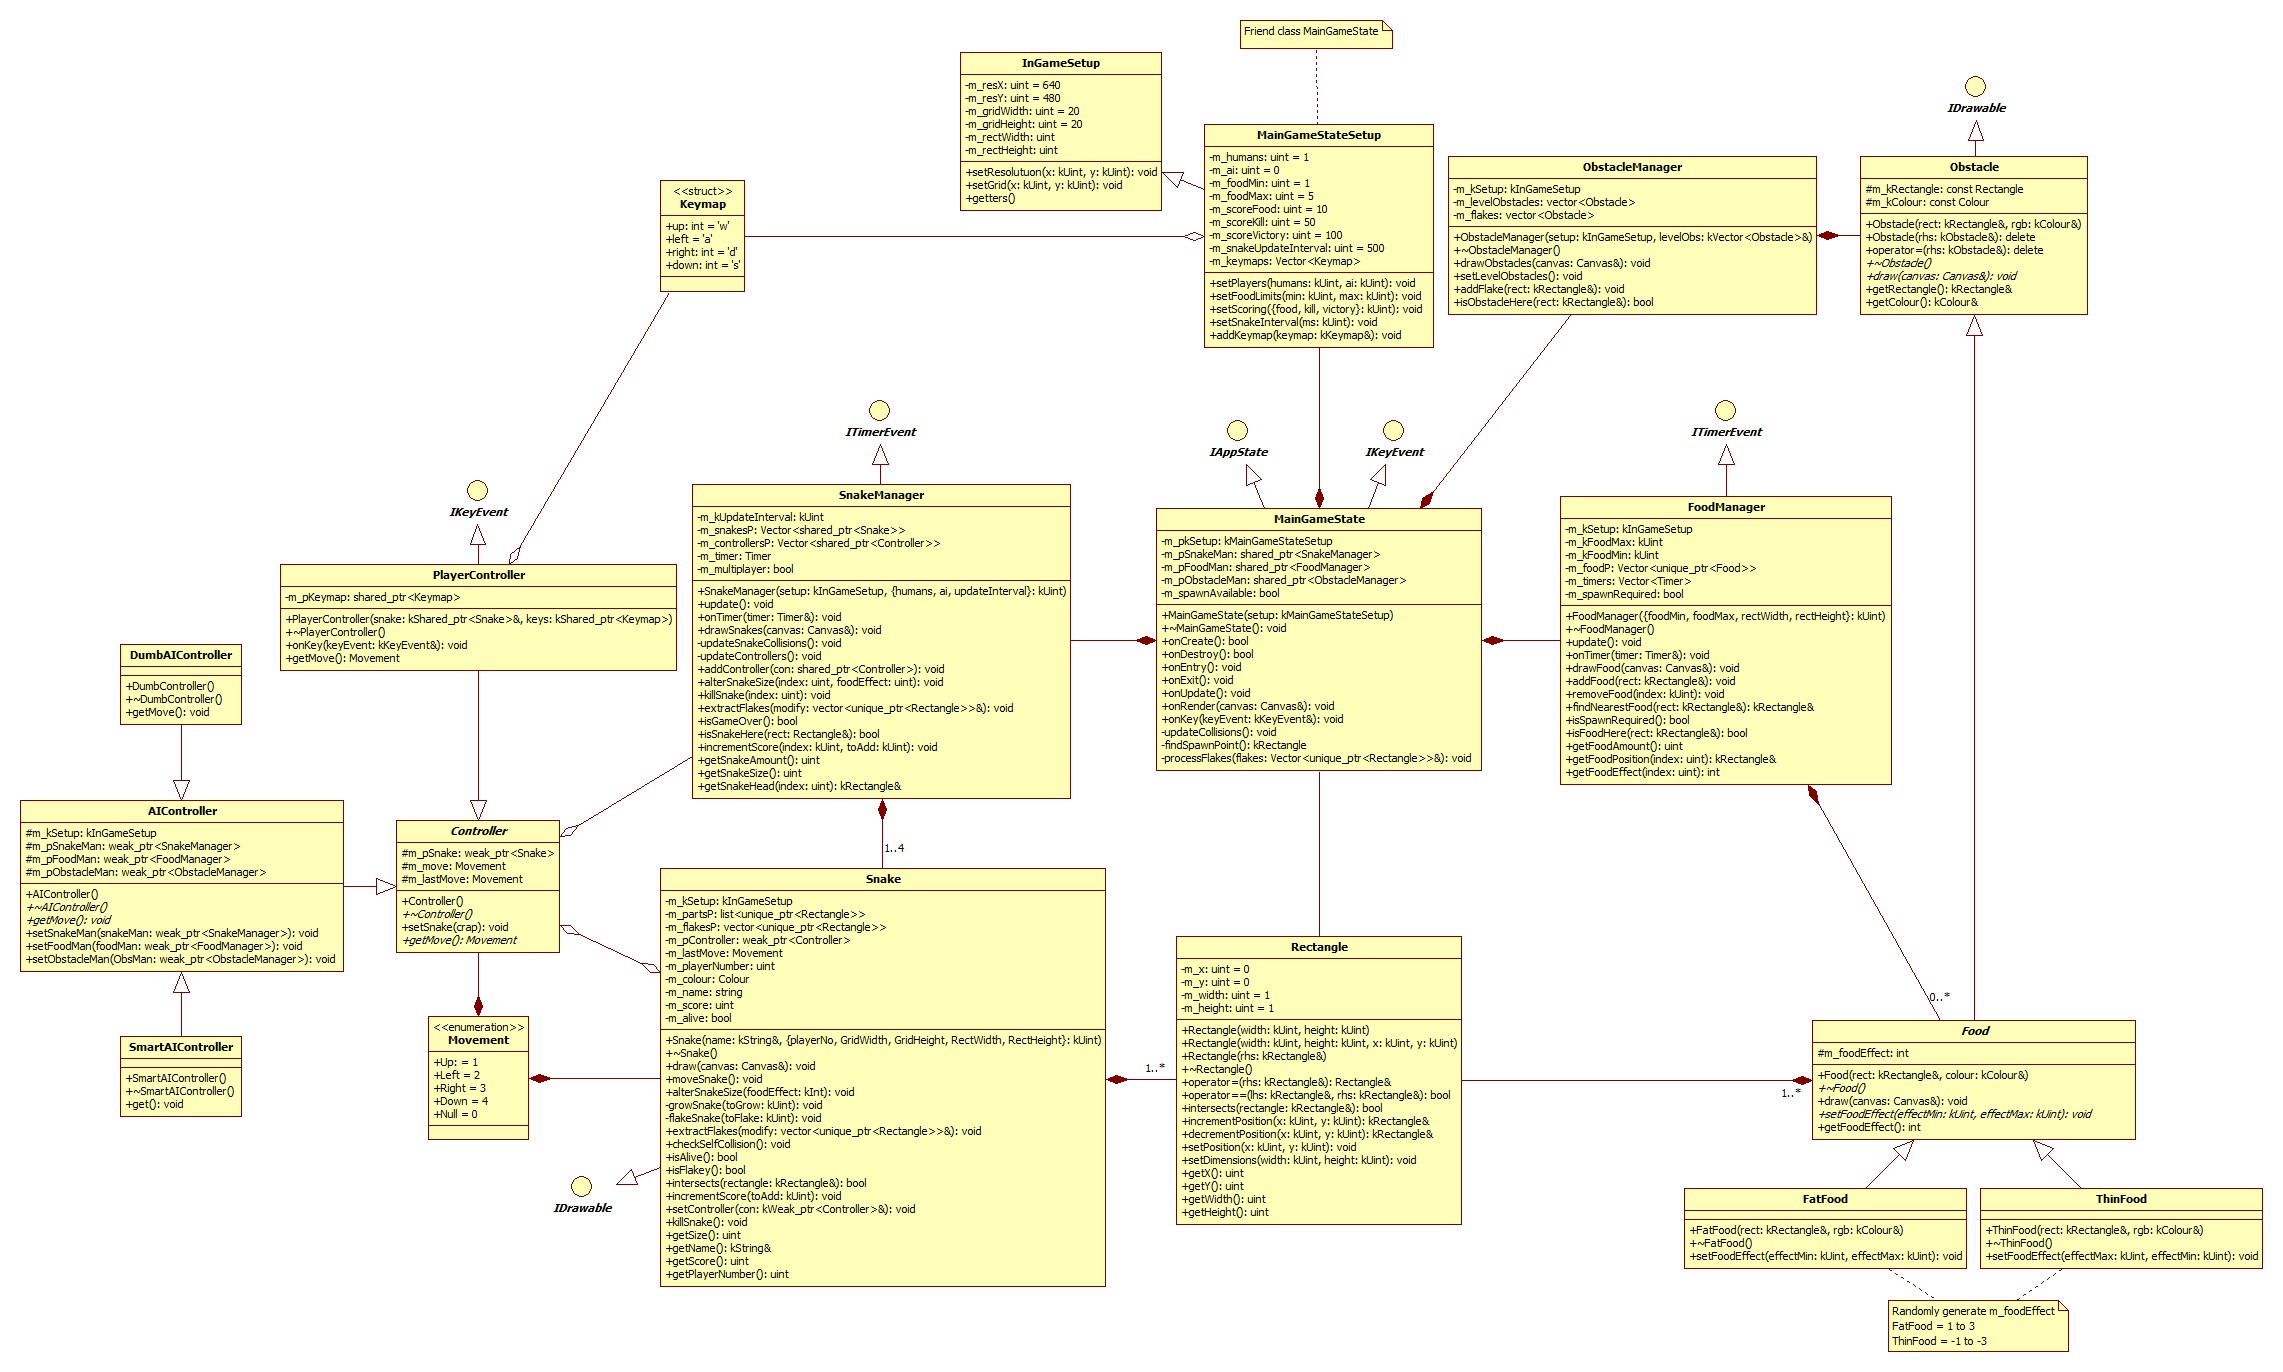 Friend class MainGameState
InGameSetup
-m_resX: uint = 640
-m_resY: uint = 480
-m_gridWidth: uint = 20
-m_gridHeight: uint = 20
-m_rectWidth: uint
-m_rectHeight: uint
+setResolutuon(x: kUint, y: kUint): void
+setGrid(x: kUint, y: kUint): void
+getters()
MainGameStateSetup
-m_humans: uint = 1
-m_ai: uint = 0
-m_foodMin: uint = 1
-m_foodMax: uint = 5
-m_scoreFood: uint = 10
-m_scoreKill: uint = 50
-m_scoreVictory: uint = 100
-m_snakeUpdateInterval: uint = 500
-m_keymaps: Vector<Keymap>
+setPlayers(humans: kUint, ai: kUint): void
+setFoodLimits(min: kUint, max: kUint): void
+setScoring({food, kill, victory}: kUint): void
+setSnakeInterval(ms: kUint): void
+addKeymap(keymap: kKeymap&): void
ObstacleManager
-m_kSetup: kInGameSetup
-m_levelObstacles: vector<Obstacle>
-m_flakes: vector<Obstacle>
+ObstacleManager(setup: kInGameSetup, levelObs: kVector<Obstacle>&)
+~ObstacleManager()
+drawObstacles(canvas: Canvas&): void
+setLevelObstacles(): void
+addFlake(rect: kRectangle&): void
+isObstacleHere(rect: kRectangle&): bool
IDrawable
Obstacle
#m_kRectangle: const Rectangle
#m_kColour: const Colour
+Obstacle(rect: kRectangle&, rgb: kColour&)
+Obstacle(rhs: kObstacle&): delete
+operator=(rhs: kObstacle&): delete
+~Obstacle()
+draw(canvas: Canvas&): void
+getRectangle(): kRectangle&
+getColour(): kColour&
<<struct>>
Keymap
+up: int = 'w'
+left = 'a'
+right: int = 'd'
+down: int = 's'
ITimerEvent
IAppState
IKeyEvent
ITimerEvent
IKeyEvent
SnakeManager
-m_kUpdateInterval: kUint
-m_snakesP: Vector<shared_ptr<Snake>>
-m_controllersP: Vector<shared_ptr<Controller>>
-m_timer: Timer
-m_multiplayer: bool
+SnakeManager(setup: kInGameSetup, {humans, ai, updateInterval}: kUint)
+update(): void
+onTimer(timer: Timer&): void
+drawSnakes(canvas: Canvas&): void
-updateSnakeCollisions(): void
-updateControllers(): void
+addController(con: shared_ptr<Controller>): void
+alterSnakeSize(index: uint, foodEffect: uint): void
+killSnake(index: uint): void
+extractFlakes(modify: vector<unique_ptr<Rectangle>>&): void
+isGameOver(): bool
+isSnakeHere(rect: Rectangle&): bool
+incrementScore(index: kUint, toAdd: kUint): void
+getSnakeAmount(): uint
+getSnakeSize(): uint
+getSnakeHead(index: uint): kRectangle&
MainGameState
-m_pkSetup: kMainGameStateSetup
-m_pSnakeMan: shared_ptr<SnakeManager>
-m_pFoodMan: shared_ptr<FoodManager>
-m_pObstacleMan: shared_ptr<ObstacleManager>
-m_spawnAvailable: bool
+MainGameState(setup: kMainGameStateSetup)
+~MainGameState(): void
+onCreate(): bool
+onDestroy(): bool
+onEntry(): void
+onExit(): void
+onUpdate(): void
+onRender(canvas: Canvas&): void
+onKey(keyEvent: kKeyEvent&): void
-updateCollisions(): void
-findSpawnPoint(): kRectangle
-processFlakes(flakes: Vector<unique_ptr<Rectangle>>&): void
FoodManager
-m_kSetup: kInGameSetup
-m_kFoodMax: kUint
-m_kFoodMin: kUint
-m_foodP: Vector<unique_ptr<Food>>
-m_timers: Vector<Timer>
-m_spawnRequired: bool
+FoodManager({foodMin, foodMax, rectWidth, rectHeight}: kUint)
+~FoodManager()
+update(): void
+onTimer(timer: Timer&): void
+drawFood(canvas: Canvas&): void
+addFood(rect: kRectangle&): void
+removeFood(index: kUint): void
+findNearestFood(rect: kRectangle&): kRectangle&
+isSpawnRequired(): bool
+isFoodHere(rect: kRectangle&): bool
+getFoodAmount(): uint
+getFoodPosition(index: uint): kRectangle&
+getFoodEffect(index: uint): int
PlayerController
-m_pKeymap: shared_ptr<Keymap>
+PlayerController(snake: kShared_ptr<Snake>&, keys: kShared_ptr<Keymap>)
+~PlayerController()
+onKey(keyEvent: kKeyEvent&): void
+getMove(): Movement
DumbAIController
+DumbController()
+~DumbController()
+getMove(): void
AIController
#m_kSetup: kInGameSetup
#m_pSnakeMan: weak_ptr<SnakeManager>
#m_pFoodMan: weak_ptr<FoodManager>
#m_pObstacleMan: weak_ptr<ObstacleManager>
+AIController()
+~AIController()
+getMove(): void
+setSnakeMan(snakeMan: weak_ptr<SnakeManager>): void
+setFoodMan(foodMan: weak_ptr<FoodManager>): void
+setObstacleMan(ObsMan: weak_ptr<ObstacleManager>): void
Controller
#m_pSnake: weak_ptr<Snake>
#m_move: Movement
#m_lastMove: Movement
+Controller()
+~Controller()
+setSnake(crap): void
+getMove(): Movement
1..4
Snake
-m_kSetup: kInGameSetup
-m_partsP: list<unique_ptr<Rectangle>>
-m_flakesP: vector<unique_ptr<Rectangle>>
-m_pController: weak_ptr<Controller>
-m_lastMove: Movement
-m_playerNumber: uint
-m_colour: Colour
-m_name: string
-m_score: uint
-m_alive: bool
+Snake(name: kString&, {playerNo, GridWidth, GridHeight, RectWidth, RectHeight}: kUint)
+~Snake()
+draw(canvas: Canvas&): void
+moveSnake(): void
+alterSnakeSize(foodEffect: kInt): void
-growSnake(toGrow: kUint): void
-flakeSnake(toFlake: kUint): void
+extractFlakes(modify: vector<unique_ptr<Rectangle>>&): void
+checkSelfCollision(): void
+isAlive(): bool
+isFlakey(): bool
+intersects(rectangle: kRectangle&): bool
+incrementScore(toAdd: kUint): void
+setController(con: kWeak_ptr<Controller>&): void
+killSnake(): void
+getSize(): uint
+getName(): kString&
+getScore(): uint
+getPlayerNumber(): uint
1..*
Rectangle
-m_x: uint = 0
-m_y: uint = 0
-m_width: uint = 1
-m_height: uint = 1
+Rectangle(width: kUint, height: kUint)
+Rectangle(width: kUint, height: kUint, x: kUint, y: kUint)
+Rectangle(rhs: kRectangle&)
+~Rectangle()
+operator=(rhs: kRectangle&): Rectangle&
+operator==(lhs: kRectangle&, rhs: kRectangle&): bool
+intersects(rectangle: kRectangle&): bool
+incrementPosition(x: kUint, y: kUint): kRectangle&
+decrementPosition(x: kUint, y: kUint): kRectangle&
+setPosition(x: kUint, y: kUint): void
+setDimensions(width: kUint, height: kUint): void
+getX(): uint
+getY(): uint
+getWidth(): uint
+getHeight(): uint
0..*
1..*
Food
#m_foodEffect: int
+Food(rect: kRectangle&, colour: kColour&)
+~Food()
+draw(canvas: Canvas&): void
+setFoodEffect(effectMin: kUint, effectMax: kUint): void
+getFoodEffect(): int
SmartAIController
+SmartAIController()
+~SmartAIController()
+get(): void
<<enumeration>>
Movement
+Up: = 1
+Left = 2
+Right = 3
+Down = 4
+Null = 0
IDrawable
FatFood
+FatFood(rect: kRectangle&, rgb: kColour&)
+~FatFood()
+setFoodEffect(effectMin: kUint, effectMax: kUint): void
ThinFood
+ThinFood(rect: kRectangle&, rgb: kColour&)
+~ThinFood()
+setFoodEffect(effectMax: kUint, effectMin: kUint): void
Randomly generate m_foodEffect
FatFood = 1 to 3
ThinFood = -1 to -3